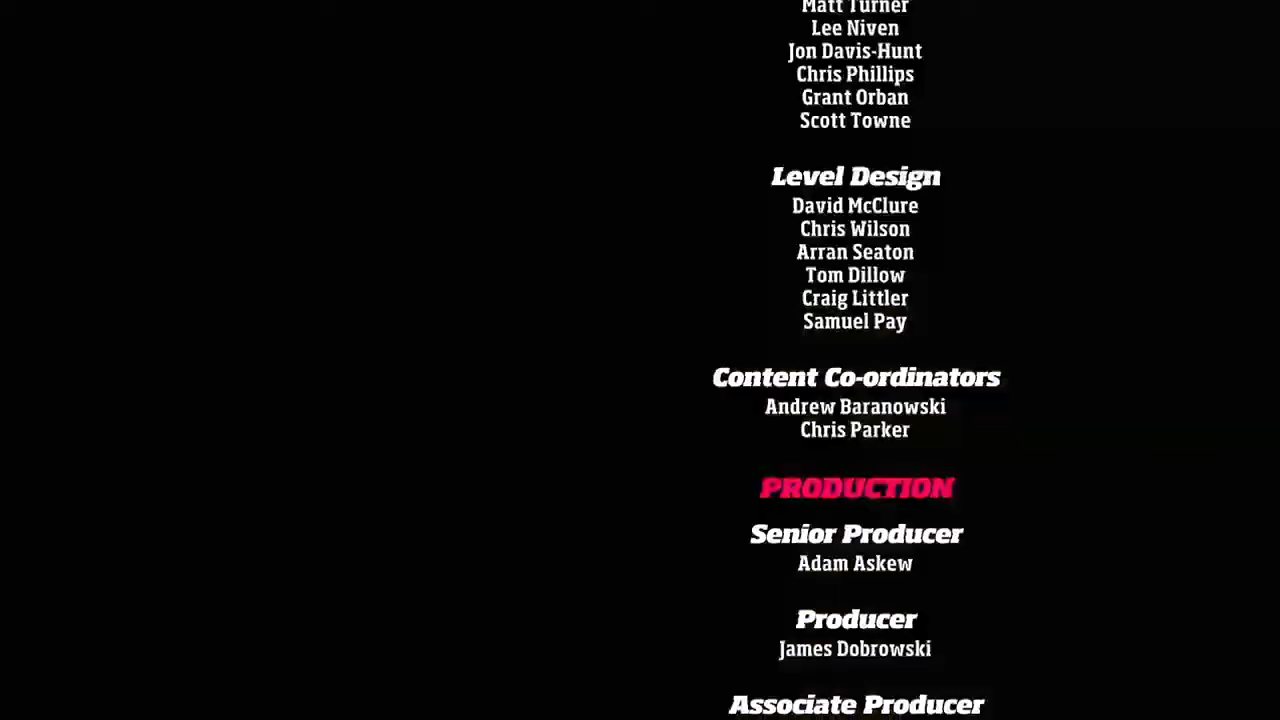 Matt Turner
Lee Niven
Jon Davis-Hunt
Chris Phillips
Grant Orban
Scott Towne
Level Design
David McClure
Chris Wilson
Arran Seaton
Tom Dillow
Craig Littler
Samuel Pay
Content Co-ordinators
Andrew Baranowski
Chris Parker
PRODUCTION
Senior Producer
Adam Askew
Producer
James Dobrowski
Associate Producer